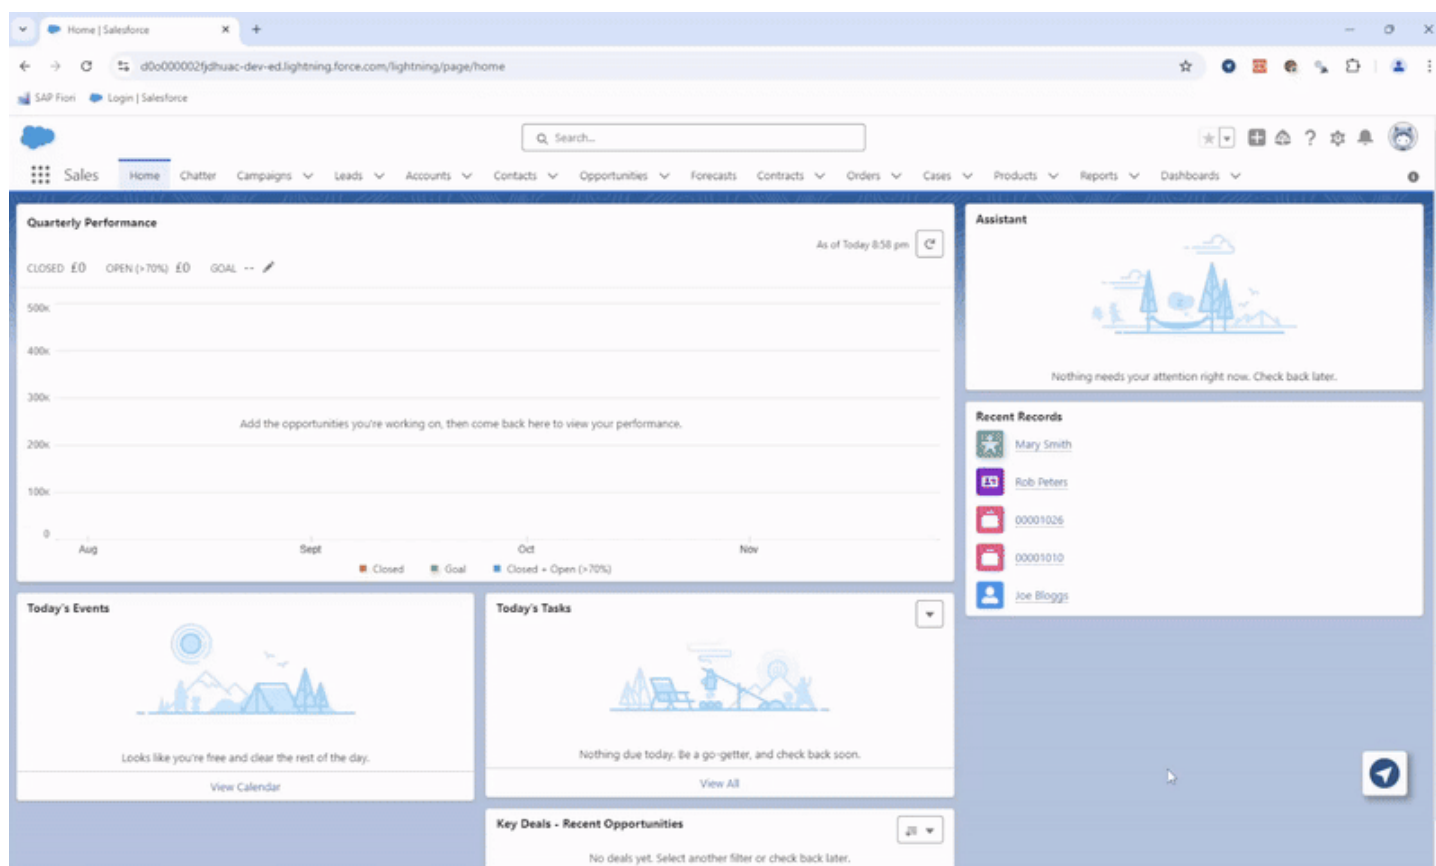 Home | Salesforce
d0o000002fjdhuac-dev-ed.lightning.force.com/lightning/page/home
SAP Fiori Login | Salesforce
Search...
Sales Home Chatter Campaigns Leads Accounts Contacts Opportunities Forecasts Contracts Orders Cases Products Reports Dashboards
Quarterly Performance
As of Today 8:58 pm
CLOSED £0 OPEN (>70%) £0 GOAL --
500K
400K
300K
Add the opportunities you're working on, then come back here to view your performance.
200K
100K
0
Aug Sept Oct Nov
Closed Goal Closed + Open (>70%)
Assistant
Nothing needs your attention right now. Check back later.
Recent Records
Mary Smith
Rob Peters
00001026
00001010
Joe Bloggs
Today's Events
Looks like you're free and clear the rest of the day.
View Calendar
Today's Tasks
Nothing due today. Be a go-getter, and check back soon.
View All
Key Deals - Recent Opportunities
No deals yet. Select another filter or check back later.